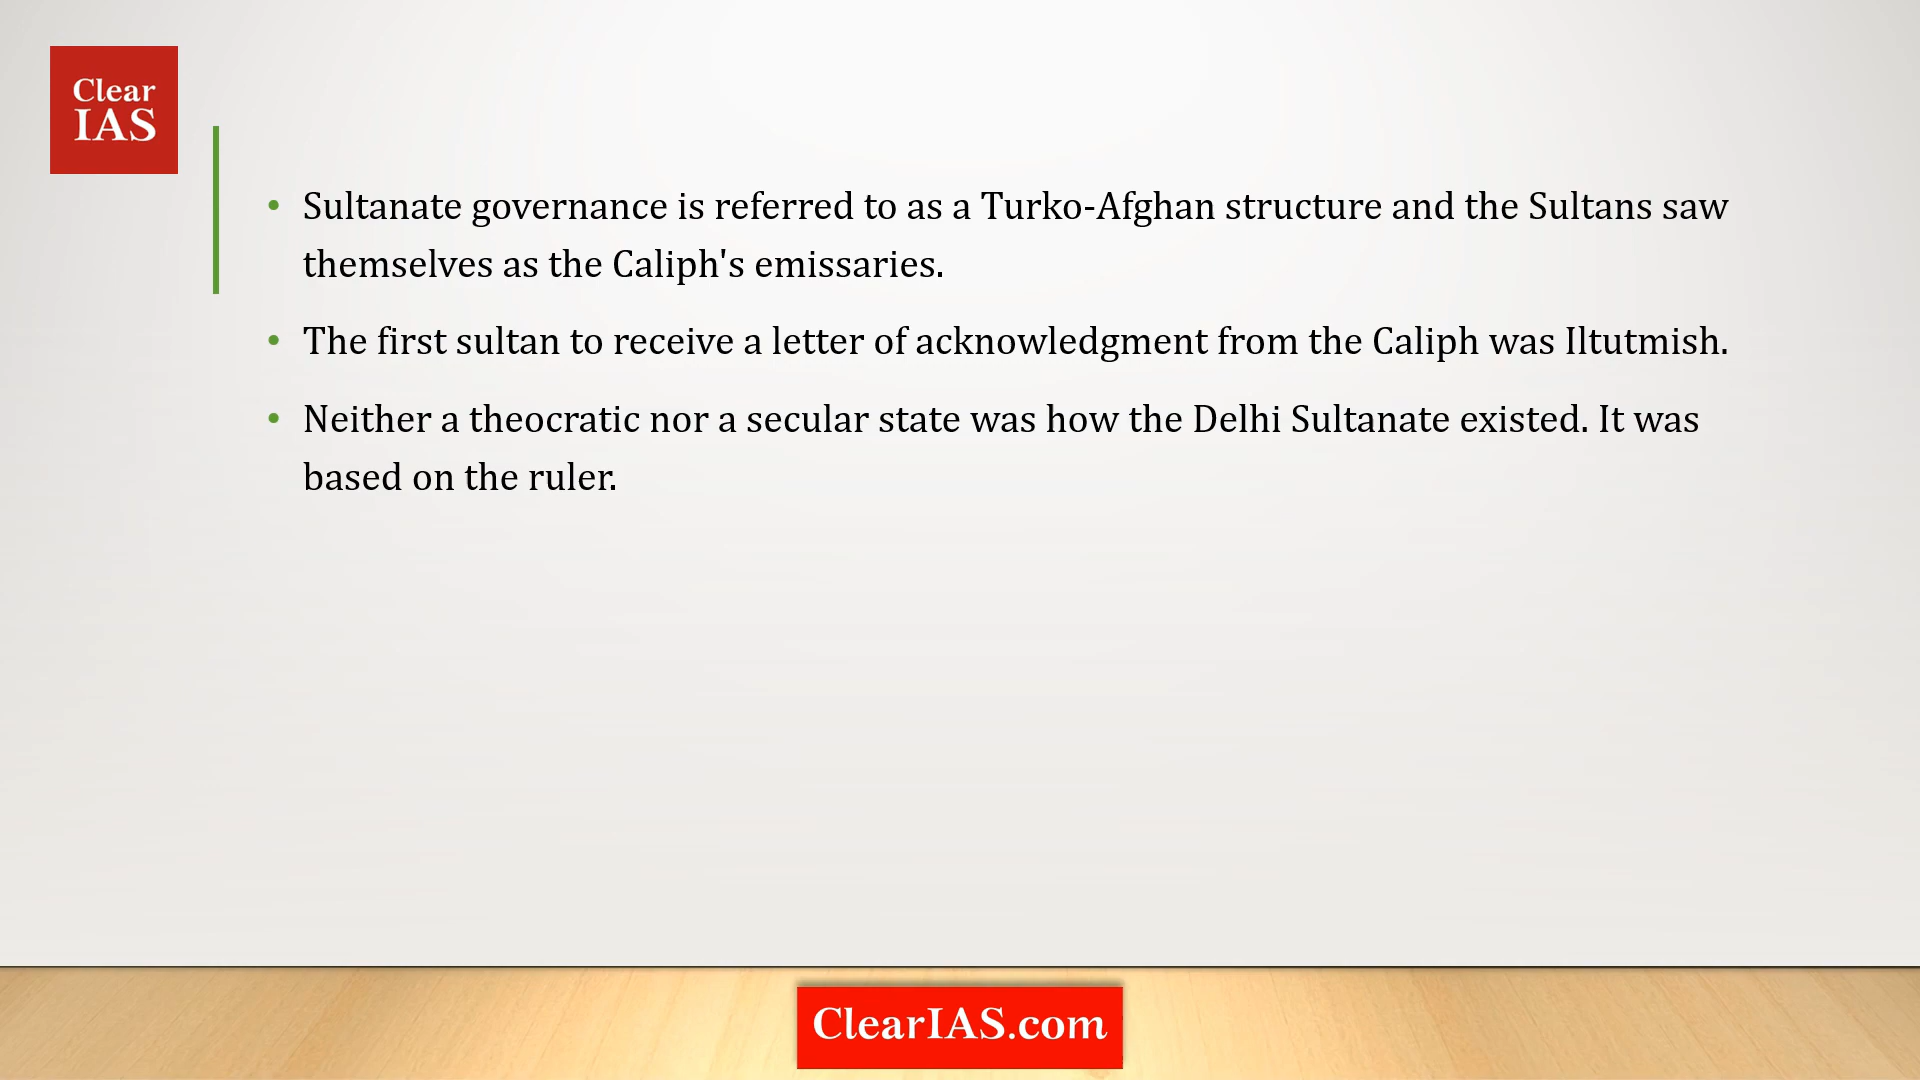 Clear
IAS
• Sultanate governance is referred to as a Turko-Afghan structure and the Sultans saw
themselves as the Caliph's emissaries.
• The first sultan to receive a letter of acknowledgment from the Caliph was Iltutmish.
• Neither a theocratic nor a secular state was how the Delhi Sultanate existed. It was
based on the ruler.
ClearIAS.com